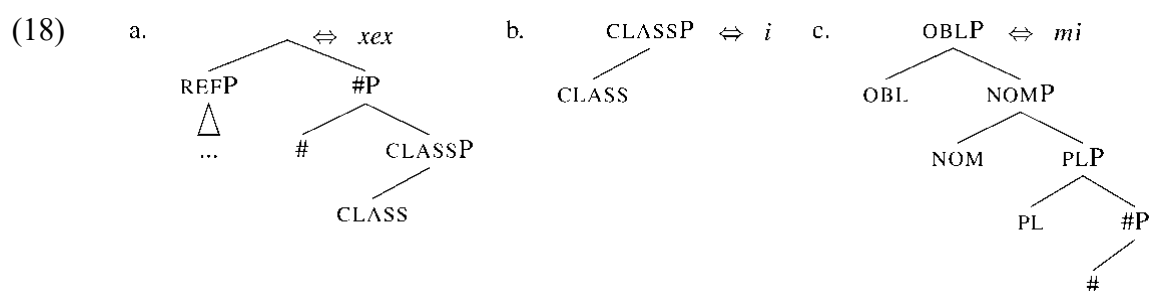 (18) a. ⇔ xex b. CLASSP ⇔ i c. OBLP ⇔ mi
REFP #P CLASS OBL NOMP
... # CLASSP NOM PLP
CLASS PL #P
#